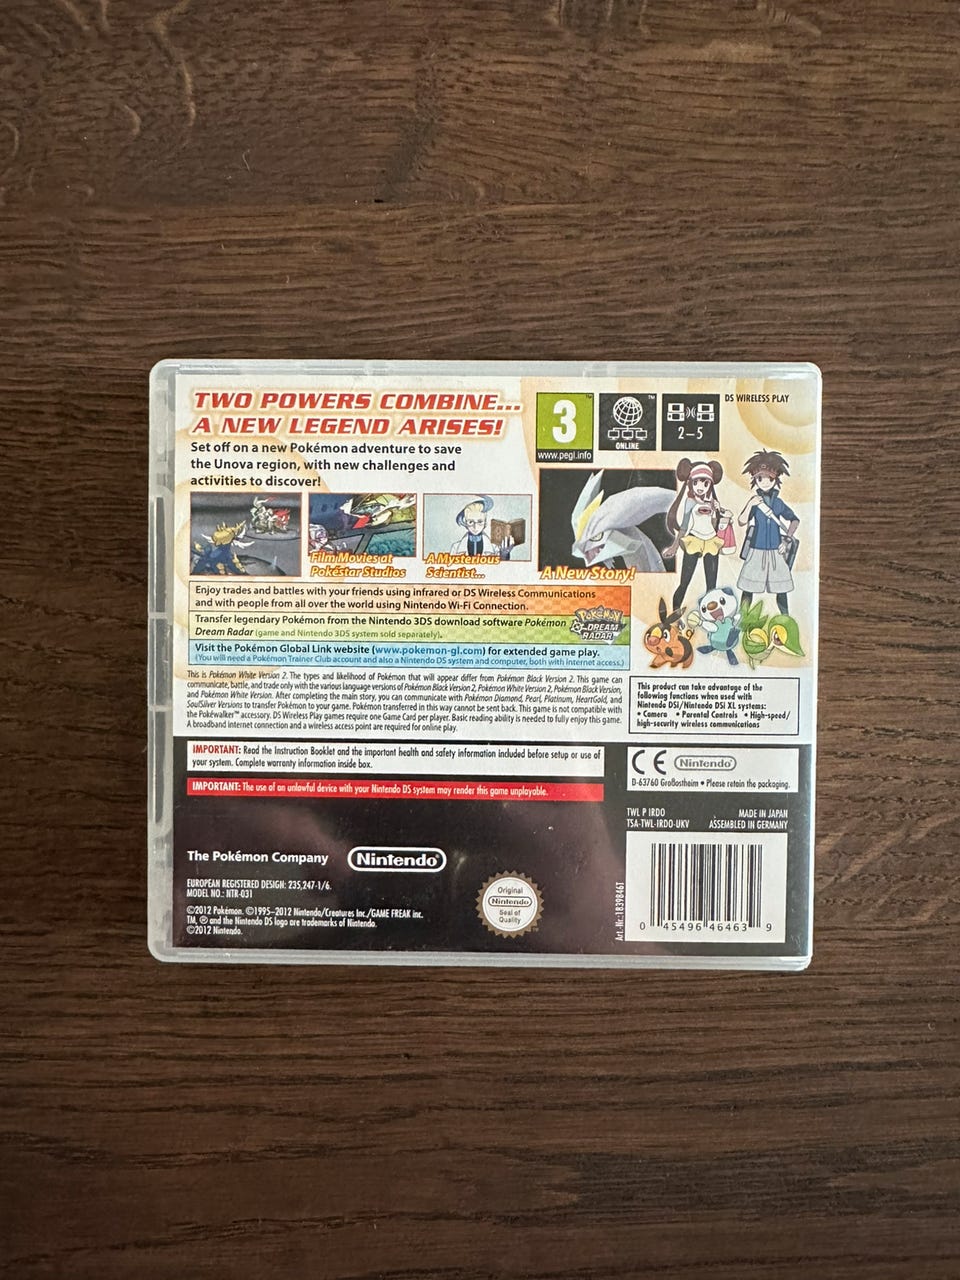 TWO POWERS COMBINE...
A NEW LEGEND ARISES!
Set off on a new Pokémon adventure to save
the Unova region, with new challenges and
activities to discover!
3
www.pegi.info
™
ONLINE
™
2–5
DS WIRELESS PLAY
Film Movies at
Pokéstar Studios
A Mysterious
Scientist...
A New Story!
Enjoy trades and battles with your friends using infrared or DS Wireless Communications
and with people from all over the world using Nintendo Wi-Fi Connection.
Transfer legendary Pokémon from the Nintendo 3DS download software Pokémon
Dream Radar (game and Nintendo 3DS system sold separately).
Pokémon
DREAM
RADAR
Visit the Pokémon Global Link website (www.pokemon-gl.com) for extended game play.
(You will need a Pokémon Trainer Club account and also a Nintendo DS system and computer, both with internet access.)
This is Pokémon White Version 2. The types and likelihood of Pokémon that will appear differ from Pokémon Black Version 2. This game can
communicate, battle, and trade only with the various language versions of Pokémon Black Version 2, Pokémon White Version 2, Pokémon Black Version,
and Pokémon White Version. After completing the main story, you can communicate with Pokémon Diamond, Pearl, Platinum, HeartGold, and
SoulSilver Versions to transfer Pokémon to your game. Pokémon transferred in this way cannot be sent back. This game is not compatible with
the Pokéwalker™ accessory. DS Wireless Play games require one Game Card per player. Basic reading ability is needed to fully enjoy this game.
A broadband internet connection and a wireless access point are required for online play.
This product can take advantage of the
following functions when used with
Nintendo DSi/Nintendo DSi XL systems:
• Camera • Parental Controls • High-speed/
high-security wireless communications
IMPORTANT: Read the Instruction Booklet and the important health and safety information included before setup or use of
your system. Complete warranty information inside box.
IMPORTANT: The use of an unlawful device with your Nintendo DS system may render this game unplayable.
CE Nintendo®
D-63760 Großostheim • Please retain the packaging.
TWL P IRDO MADE IN JAPAN
TSA-TWL-IRDO-UKV ASSEMBLED IN GERMANY
The Pokémon Company Nintendo®
EUROPEAN REGISTERED DESIGN: 235,247-1/6.
MODEL NO.: NTR-031
©2012 Pokémon. ©1995–2012 Nintendo/Creatures Inc./GAME FREAK inc.
TM, ® and the Nintendo DS logo are trademarks of Nintendo.
©2012 Nintendo.
Original
Nintendo
Seal of
Quality
™
Art.-Nr.:1839846T
0 45496 46463 9